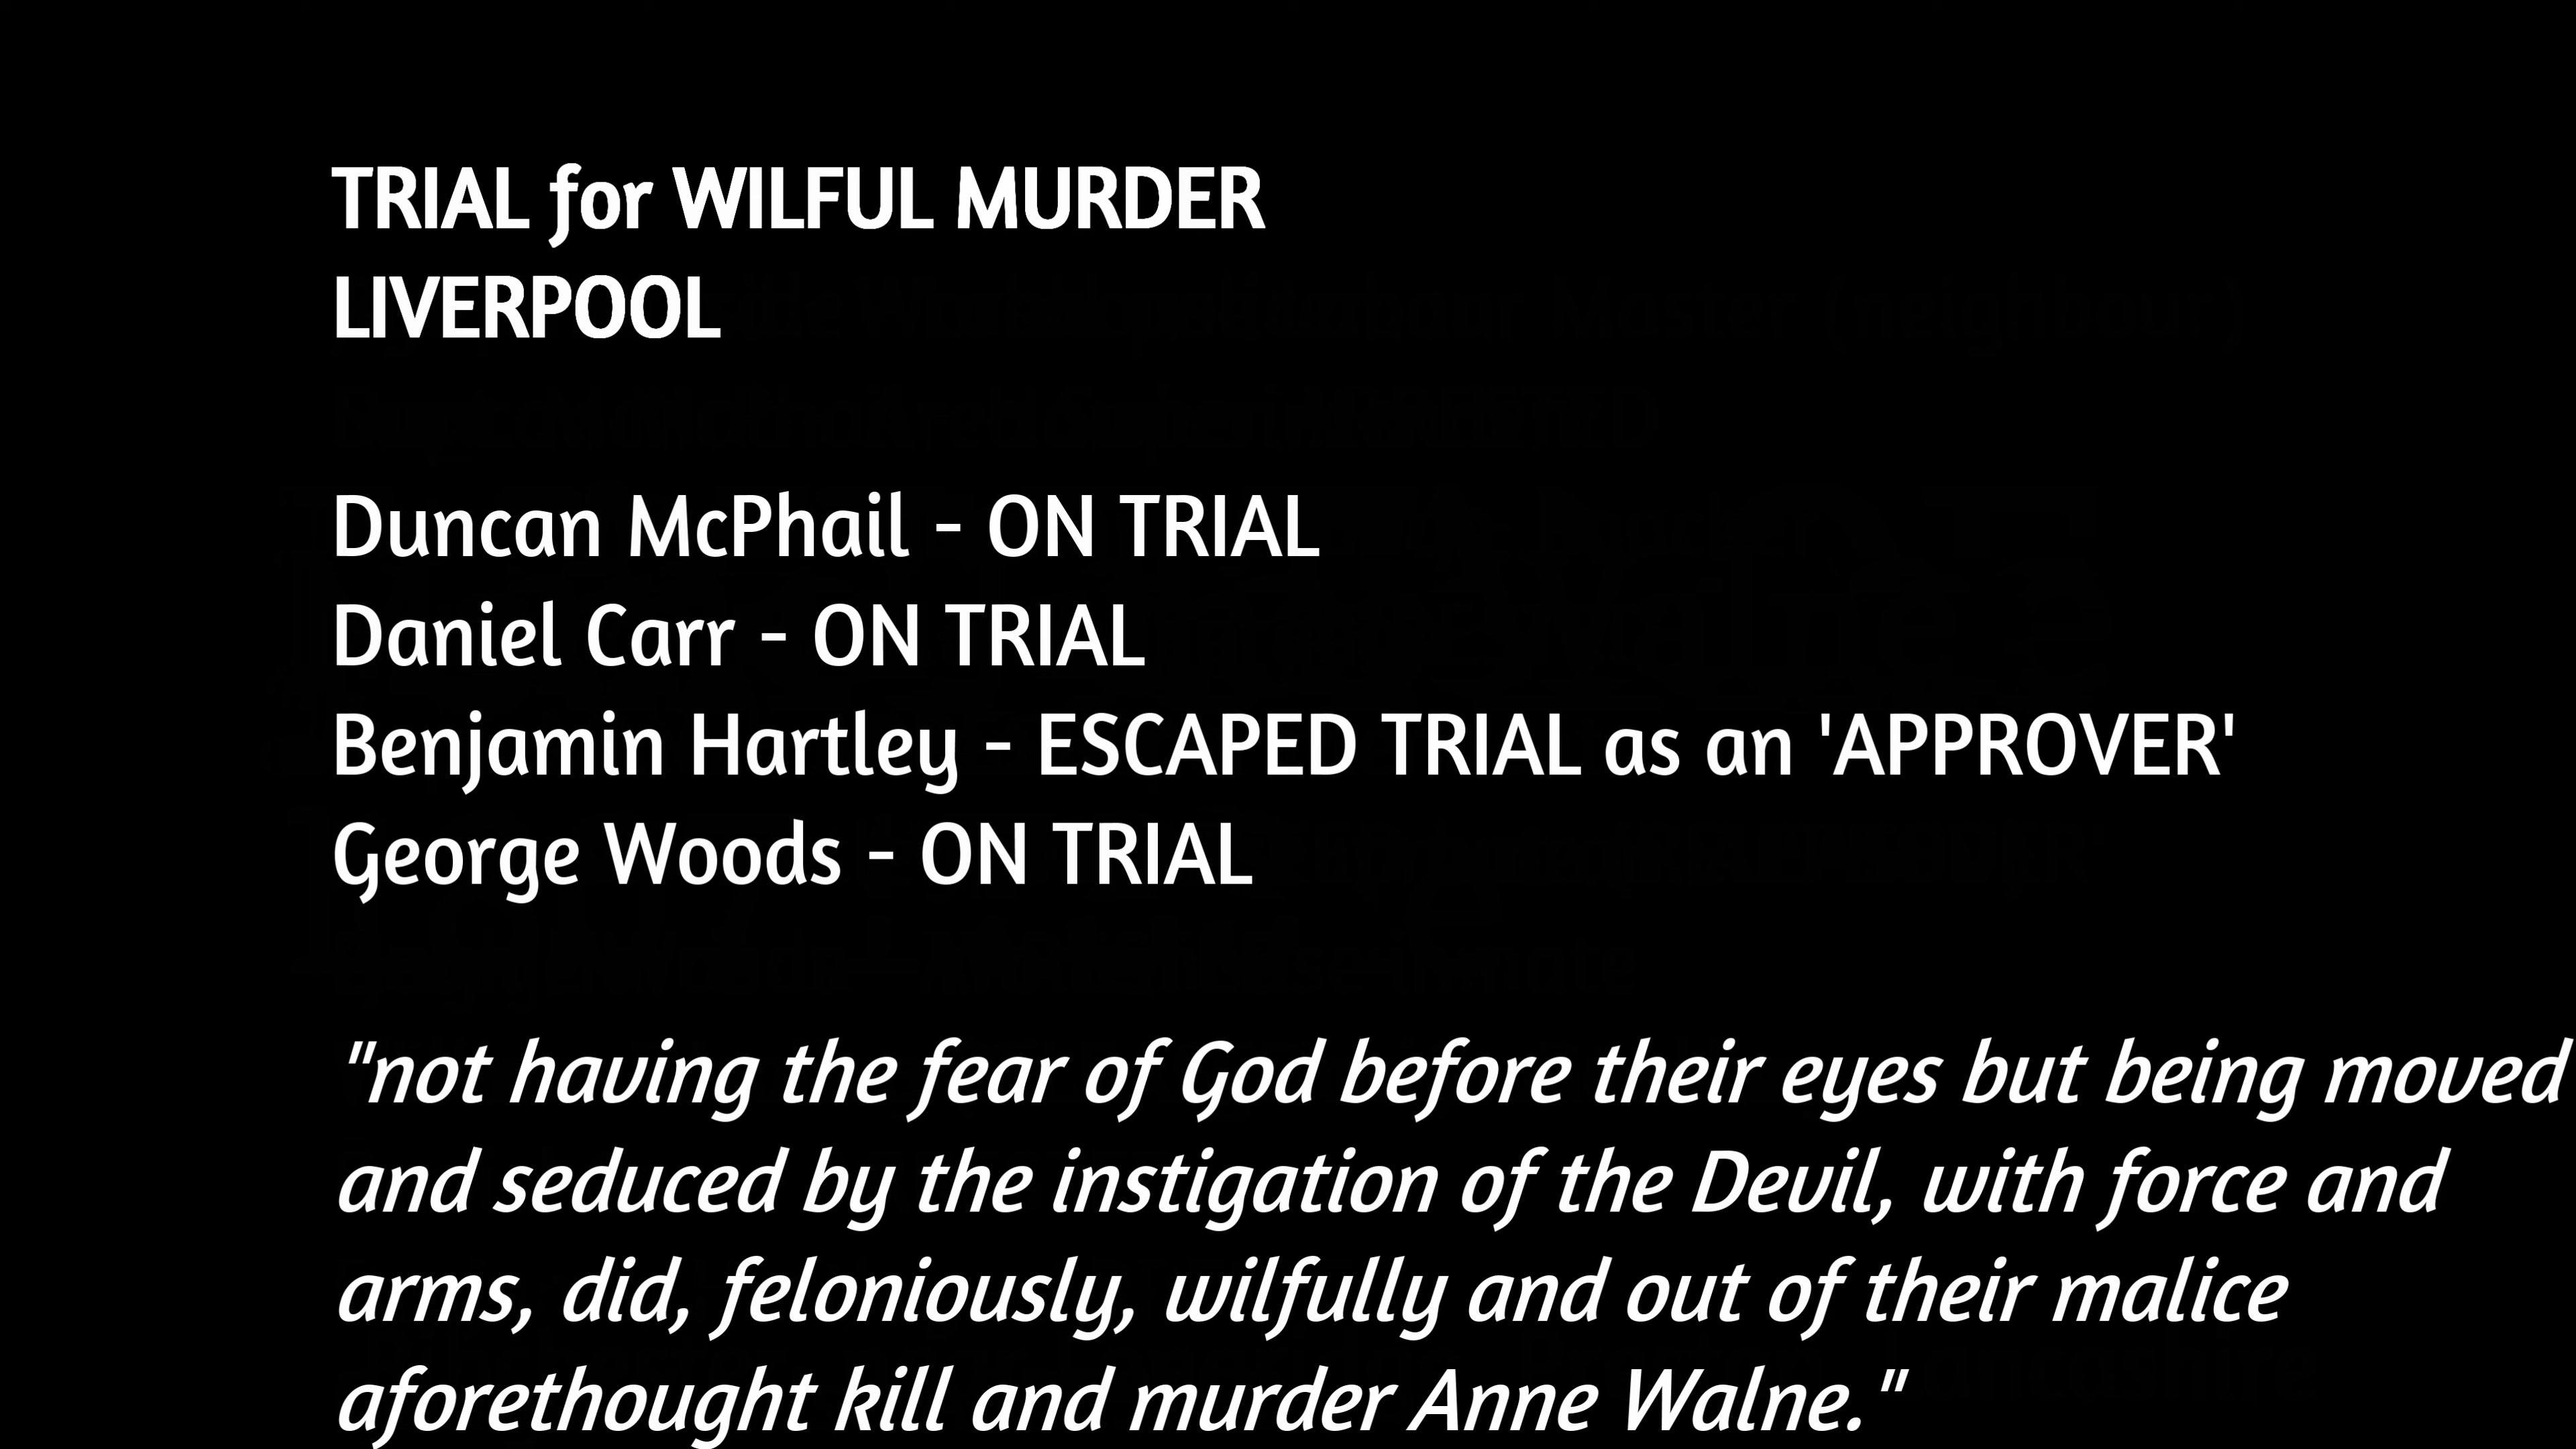 TRIAL for WILFUL MURDER
LIVERPOOL
Duncan McPhail - ON TRIAL
Daniel Carr - ON TRIAL
Benjamin Hartley - ESCAPED TRIAL as an 'APPROVER'
George Woods - ON TRIAL
"not having the fear of God before their eyes but being moved
and seduced by the instigation of the Devil, with force and
arms, did, feloniously, wilfully and out of their malice
aforethought kill and murder Anne Walne."